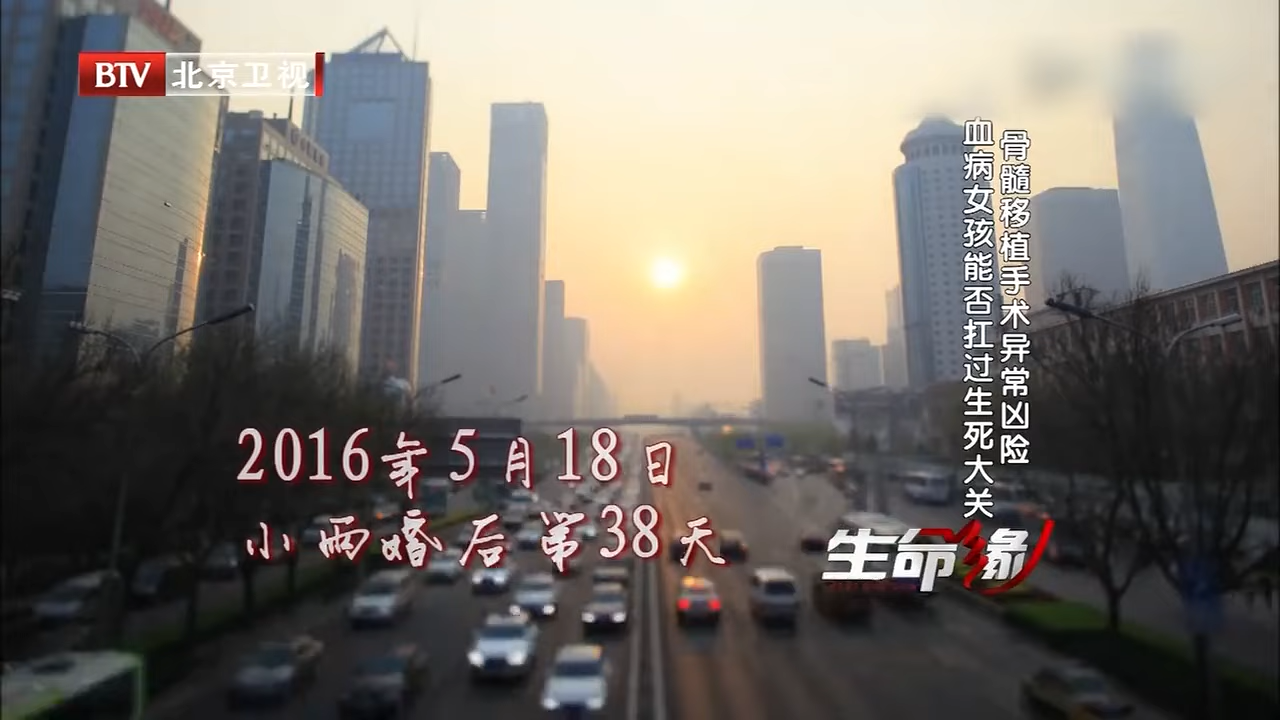 BTV 北京卫视
骨髓移植手术异常凶险
血病女孩能否扛过生死大关
2016年5月18日
小西婚后第38天
生命缘